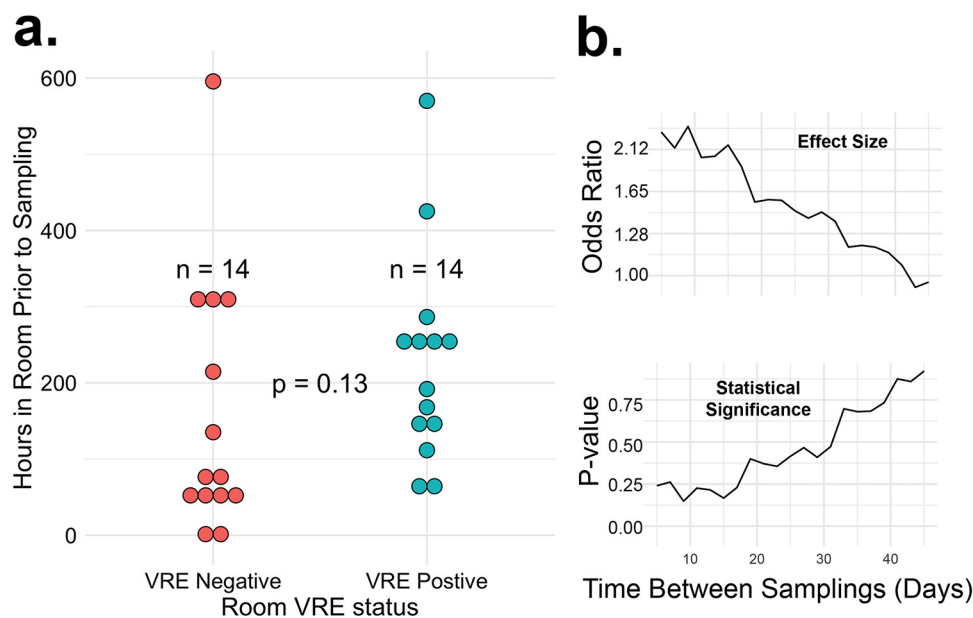 a.
Hours in Room Prior to Sampling
600
400
200
0
n = 14
n = 14
p = 0.13
VRE Negative
VRE Postive
Room VRE status
b.
Odds Ratio
2.12
1.65
1.28
1.00
Effect Size
P-value
0.75
0.50
0.25
0.00
Statistical
Significance
10
20
30
40
Time Between Samplings (Days)